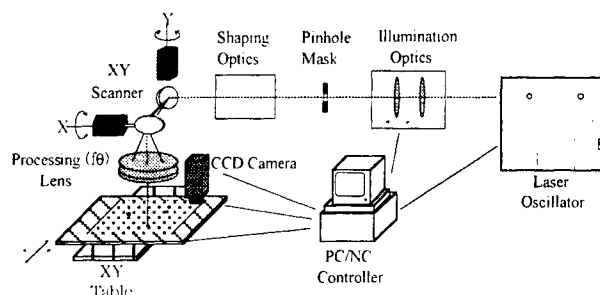 Y
XY
Scanner
Shaping
Optics
Pinhole
Mask
Illumination
Optics
X
Processing (fθ)
Lens
CCD Camera
Laser
Oscillator
PC/NC
Controller
XY
Table